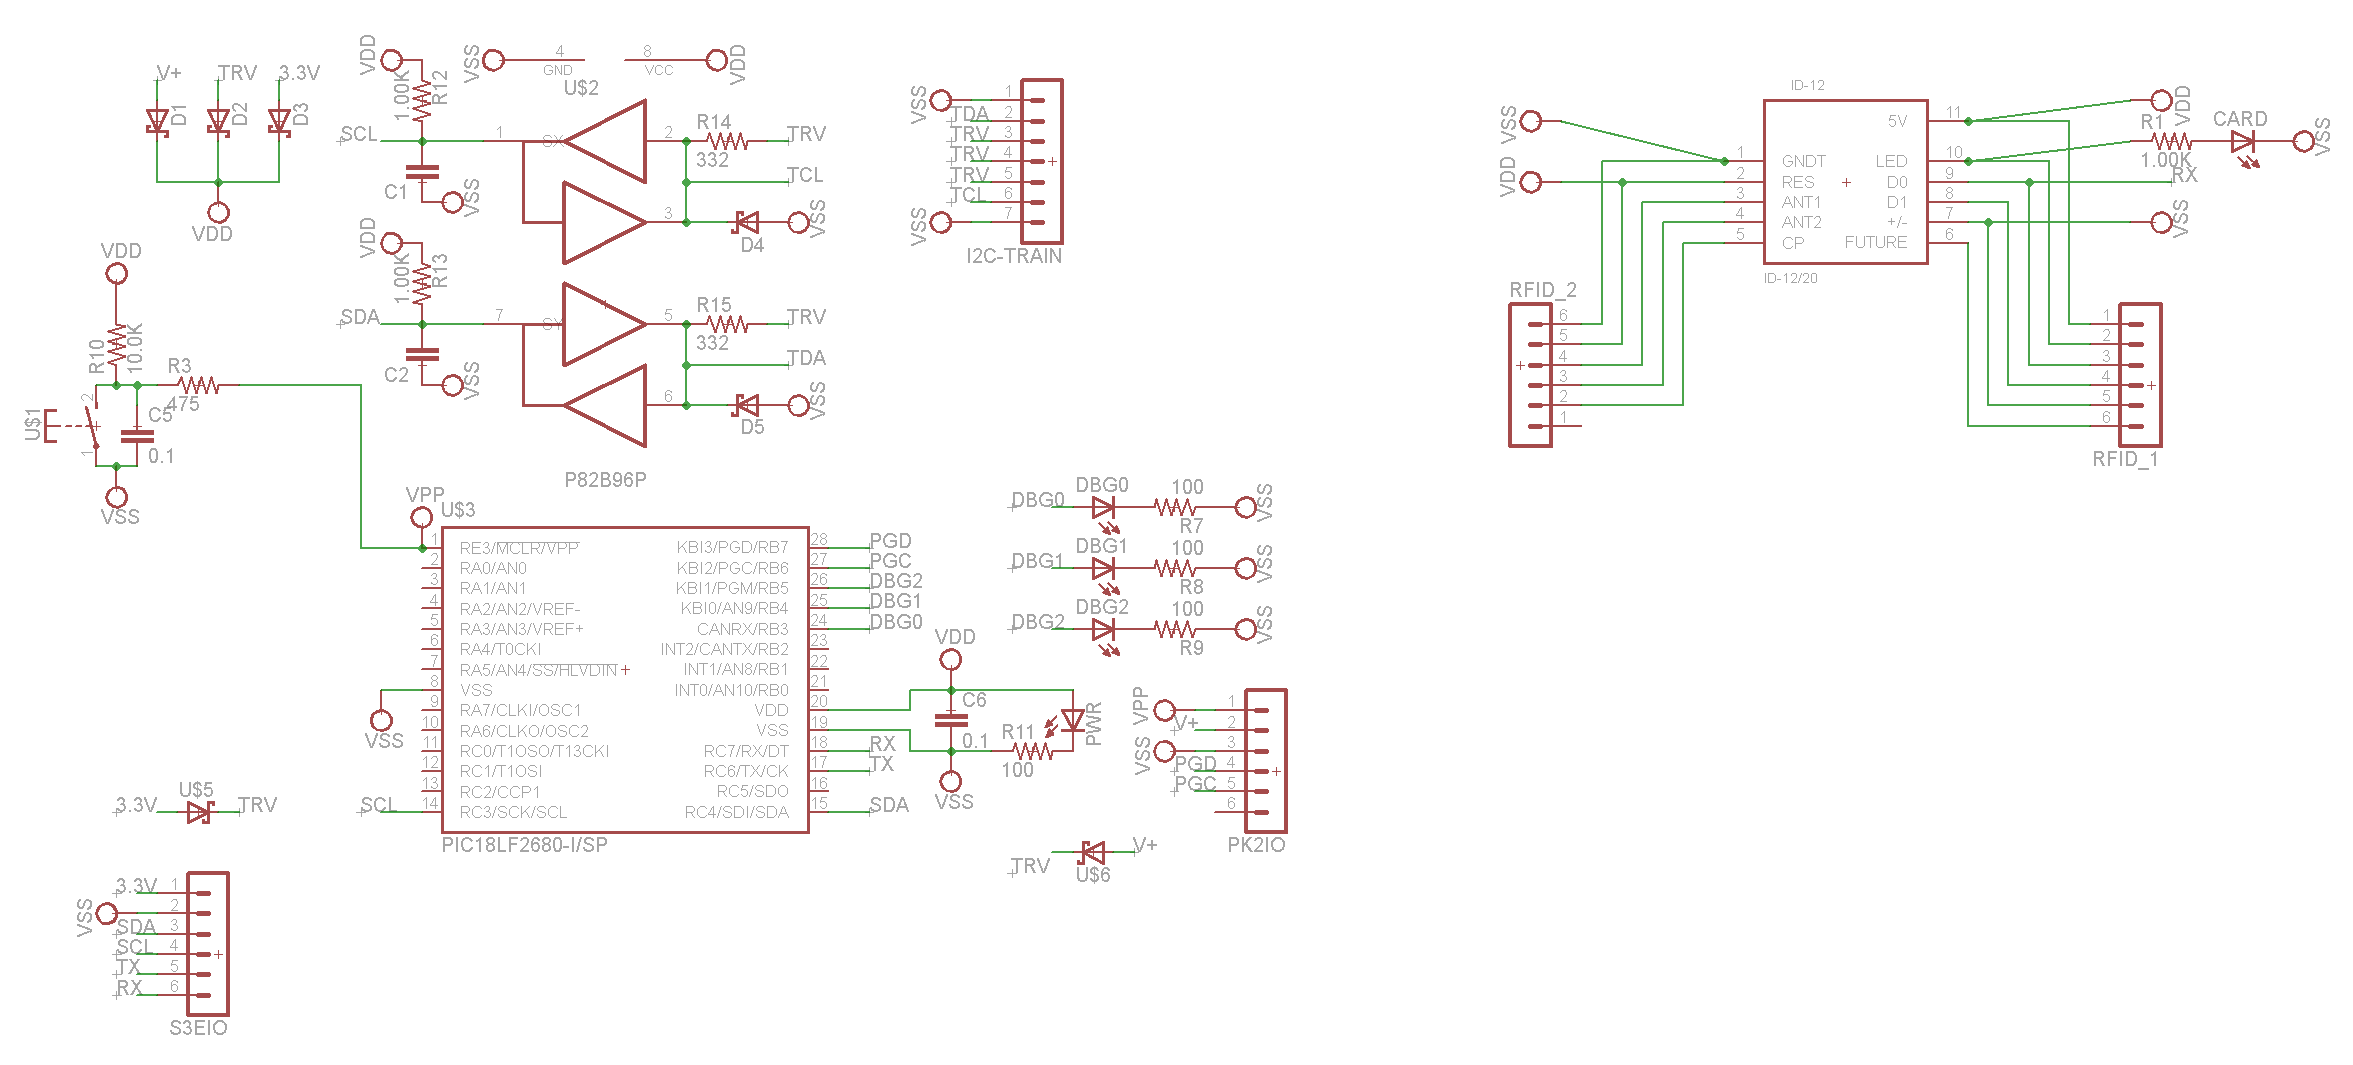 V+
TRV
3.3V
D1
D2
D3
VDD
VDD
R12
1.00K
VSS
4
GND
8
VCC
VDD
U$2
SCL
1
SX
2
R14
332
TRV
TCL
C1
VSS
3
D4
VSS
VDD
R13
1.00K
SDA
7
SY
5
R15
332
TRV
TDA
C2
VSS
6
D5
VSS
P82B96P
VSS
1
TDA
2
TRV
3
TRV
4
TRV
5
TCL
6
VSS
7
I2C-TRAIN
ID-12
VSS
VDD
1
GNDT
2
RES
3
ANT1
4
ANT2
5
CP
5V
11
LED
10
D0
9
D1
8
+/-
7
FUTURE
6
ID-12/20
VDD
R1
1.00K
CARD
VSS
RX
VSS
RFID_2
6
5
4
3
2
1
1
2
3
4
5
6
RFID_1
VDD
R10
10.0K
R3
475
U$1
2
1
C5
0.1
VSS
VPP
U$3
1
RE3/MCLR/VPP
2
RA0/AN0
3
RA1/AN1
4
RA2/AN2/VREF-
5
RA3/AN3/VREF+
6
RA4/T0CKI
7
RA5/AN4/SS/HLVDIN
8
VSS
9
RA7/CLKI/OSC1
10
RA6/CLKO/OSC2
11
RC0/T1OSO/T13CKI
12
RC1/T1OSI
13
RC2/CCP1
14
RC3/SCK/SCL
KBI3/PGD/RB7
28
PGD
KBI2/PGC/RB6
27
PGC
KBI1/PGM/RB5
26
DBG2
KBI0/AN9/RB4
25
DBG1
CANRX/RB3
24
DBG0
INT2/CANTX/RB2
23
INT1/AN8/RB1
22
INT0/AN10/RB0
21
VDD
20
VSS
19
RC7/RX/DT
18
RX
RC6/TX/CK
17
TX
RC5/SDO
16
RC4/SDI/SDA
15
SDA
VSS
SCL
PIC18LF2680-I/SP
DBG0
DBG0
100
R7
VSS
DBG1
DBG1
100
R8
VSS
DBG2
DBG2
100
R9
VSS
VDD
C6
0.1
R11
100
PWR
VSS
VPP
1
V+
2
VSS
3
PGD
4
PGC
5
6
PK2IO
TRV
U$6
V+
3.3V
U$5
TRV
3.3V
1
VSS
2
SDA
3
SCL
4
TX
5
RX
6
S3EIO